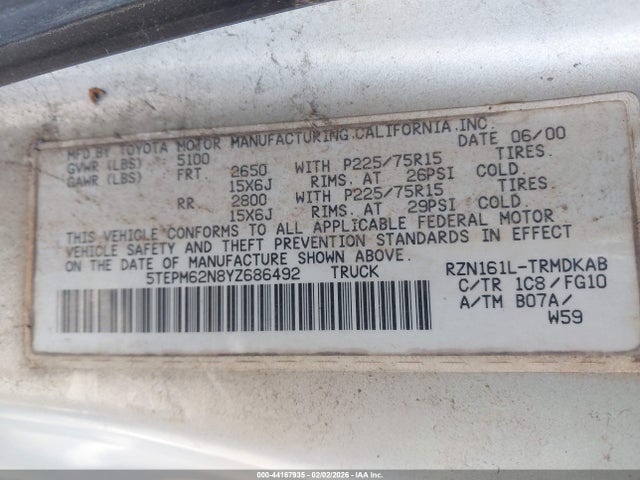 MFD BY TOYOTA MOTOR MANUFACTURING,CALIFORNIA,INC.
GVWR (LBS) 5100 DATE 06/00
GAWR (LBS) FRT 2650 WITH P225/75R15 TIRES.
15X6J RIMS. AT 26PSI COLD.
RR 2800 WITH P225/75R15 TIRES
15X6J RIMS. AT 29PSI COLD.
THIS VEHICLE CONFORMS TO ALL APPLICABLE FEDERAL MOTOR
VEHICLE SAFETY AND THEFT PREVENTION STANDARDS IN EFFECT
ON DATE OF MANUFACTURE SHOWN ABOVE.
5TEPM62N8YZ686492 TRUCK RZN161L-TRMDKAB
C/TR 1C8/FG10
A/TM B07A/
W59
000-44167935 - 02/02/2026 - IAAI.COM